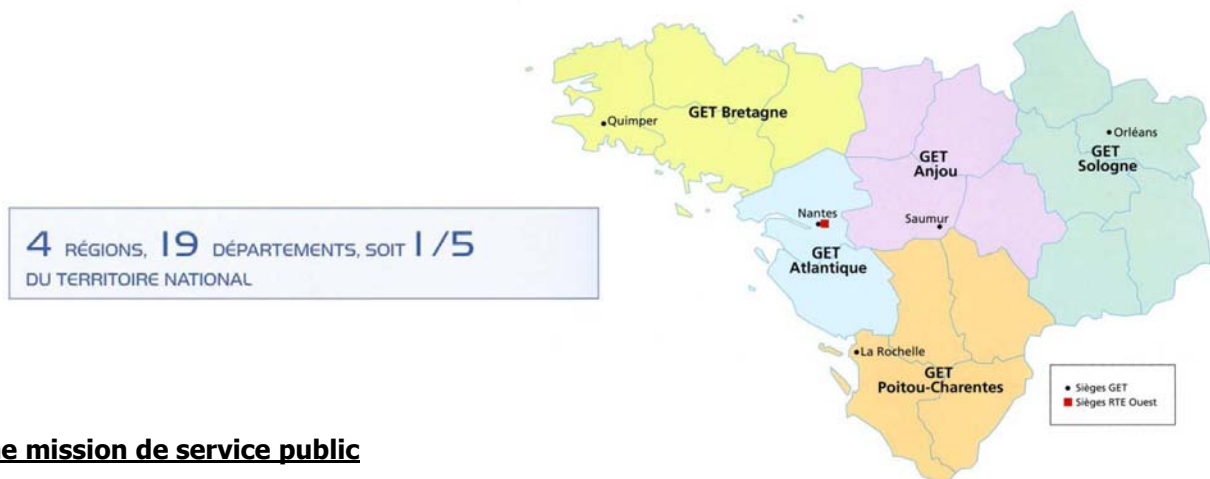 GET Bretagne
Quimper
Orléans
GET
Sologne
GET
Anjou
Nantes
Saumur
4 RÉGIONS, 19 DÉPARTEMENTS, SOIT 1/5
DU TERRITOIRE NATIONAL
GET
Atlantique
La Rochelle
GET
Poitou-Charentes
Sièges GET
Sièges RTE Ouest
e mission de service public